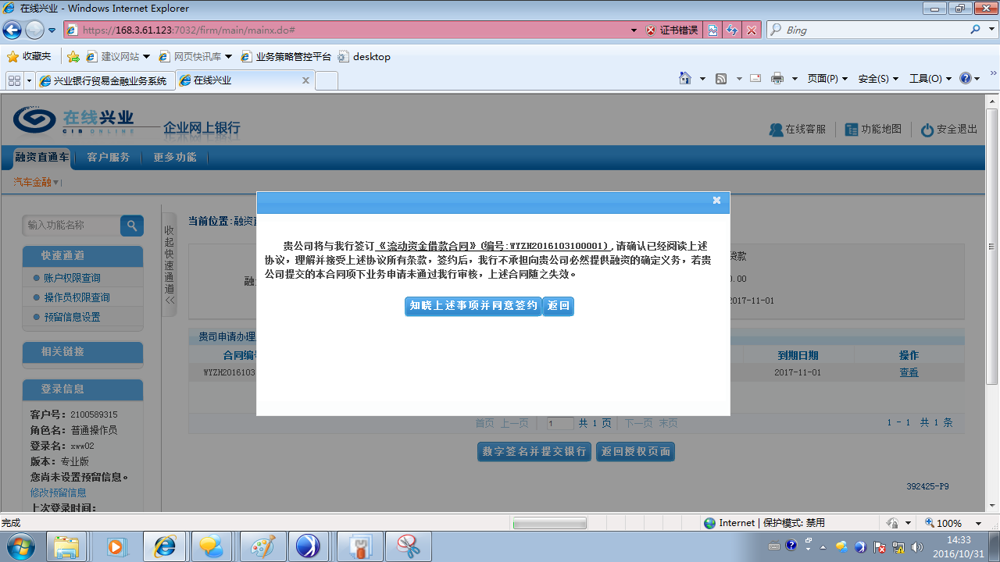 在线兴业 - Windows Internet Explorer
https://168.3.61.123:7032/firm/main/mainx.do#
证书错误
Bing
收藏夹
建议网站
网页快讯库
业务策略管控平台
desktop
兴业银行贸易金融业务系统
在线兴业
页面(P)
安全(S)
工具(O)
在线兴业
CIB ONLINE
企业网上银行
在线客服
功能地图
安全退出
融资直通车
客户服务
更多功能
汽车金融
输入功能名称
快速通道
账户权限查询
操作员权限查询
预留信息设置
相关链接
登录信息
客户号：2100589315
角色名：普通操作员
登录名：xww02
版本：专业版
您尚未设置预留信息。
修改预留信息
上次登录时间：
收起快速通道
当前位置:融资
贵公司将与我行签订《流动资金借款合同》(编号:WYZH2016103100001),请确认已经阅读上述
协议，理解并接受上述协议所有条款，签约后，我行不承担向贵公司必然提供融资的确定义务，若贵
公司提交的本合同项下业务申请未通过我行审核，上述合同随之失效。
知晓上述事项并同意签约
返回
贷款
融
0.00
2017-11-01
贵司申请办理
合同编
到期日期
操作
WYZH2016103
2017-11-01
查看
首页 上一页 1 共 1 页 下一页 末页
1 - 1 共 1 条
数字签名并提交银行
返回授权页面
392425-P9
完成
Internet | 保护模式: 禁用
100%
14:33
2016/10/31